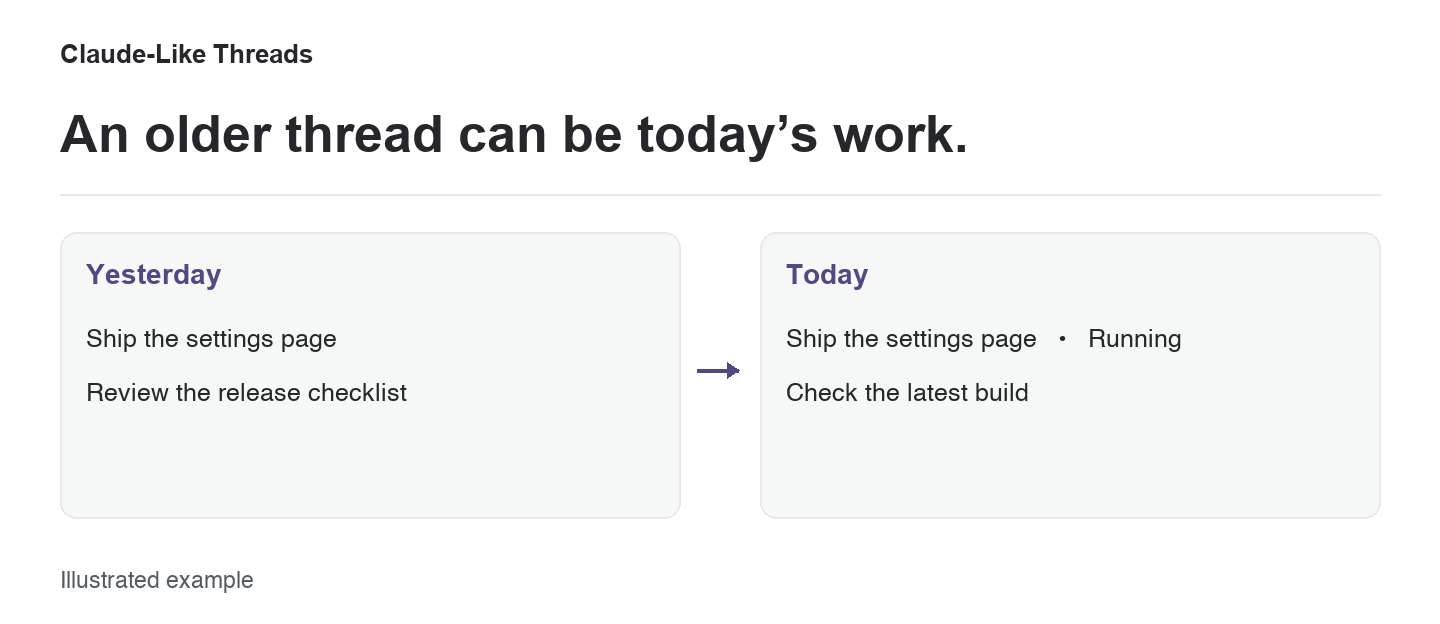 Claude-Like Threads
An older thread can be today’s work.
Yesterday
Ship the settings page
Review the release checklist
Today
Ship the settings page • Running
Check the latest build
Illustrated example